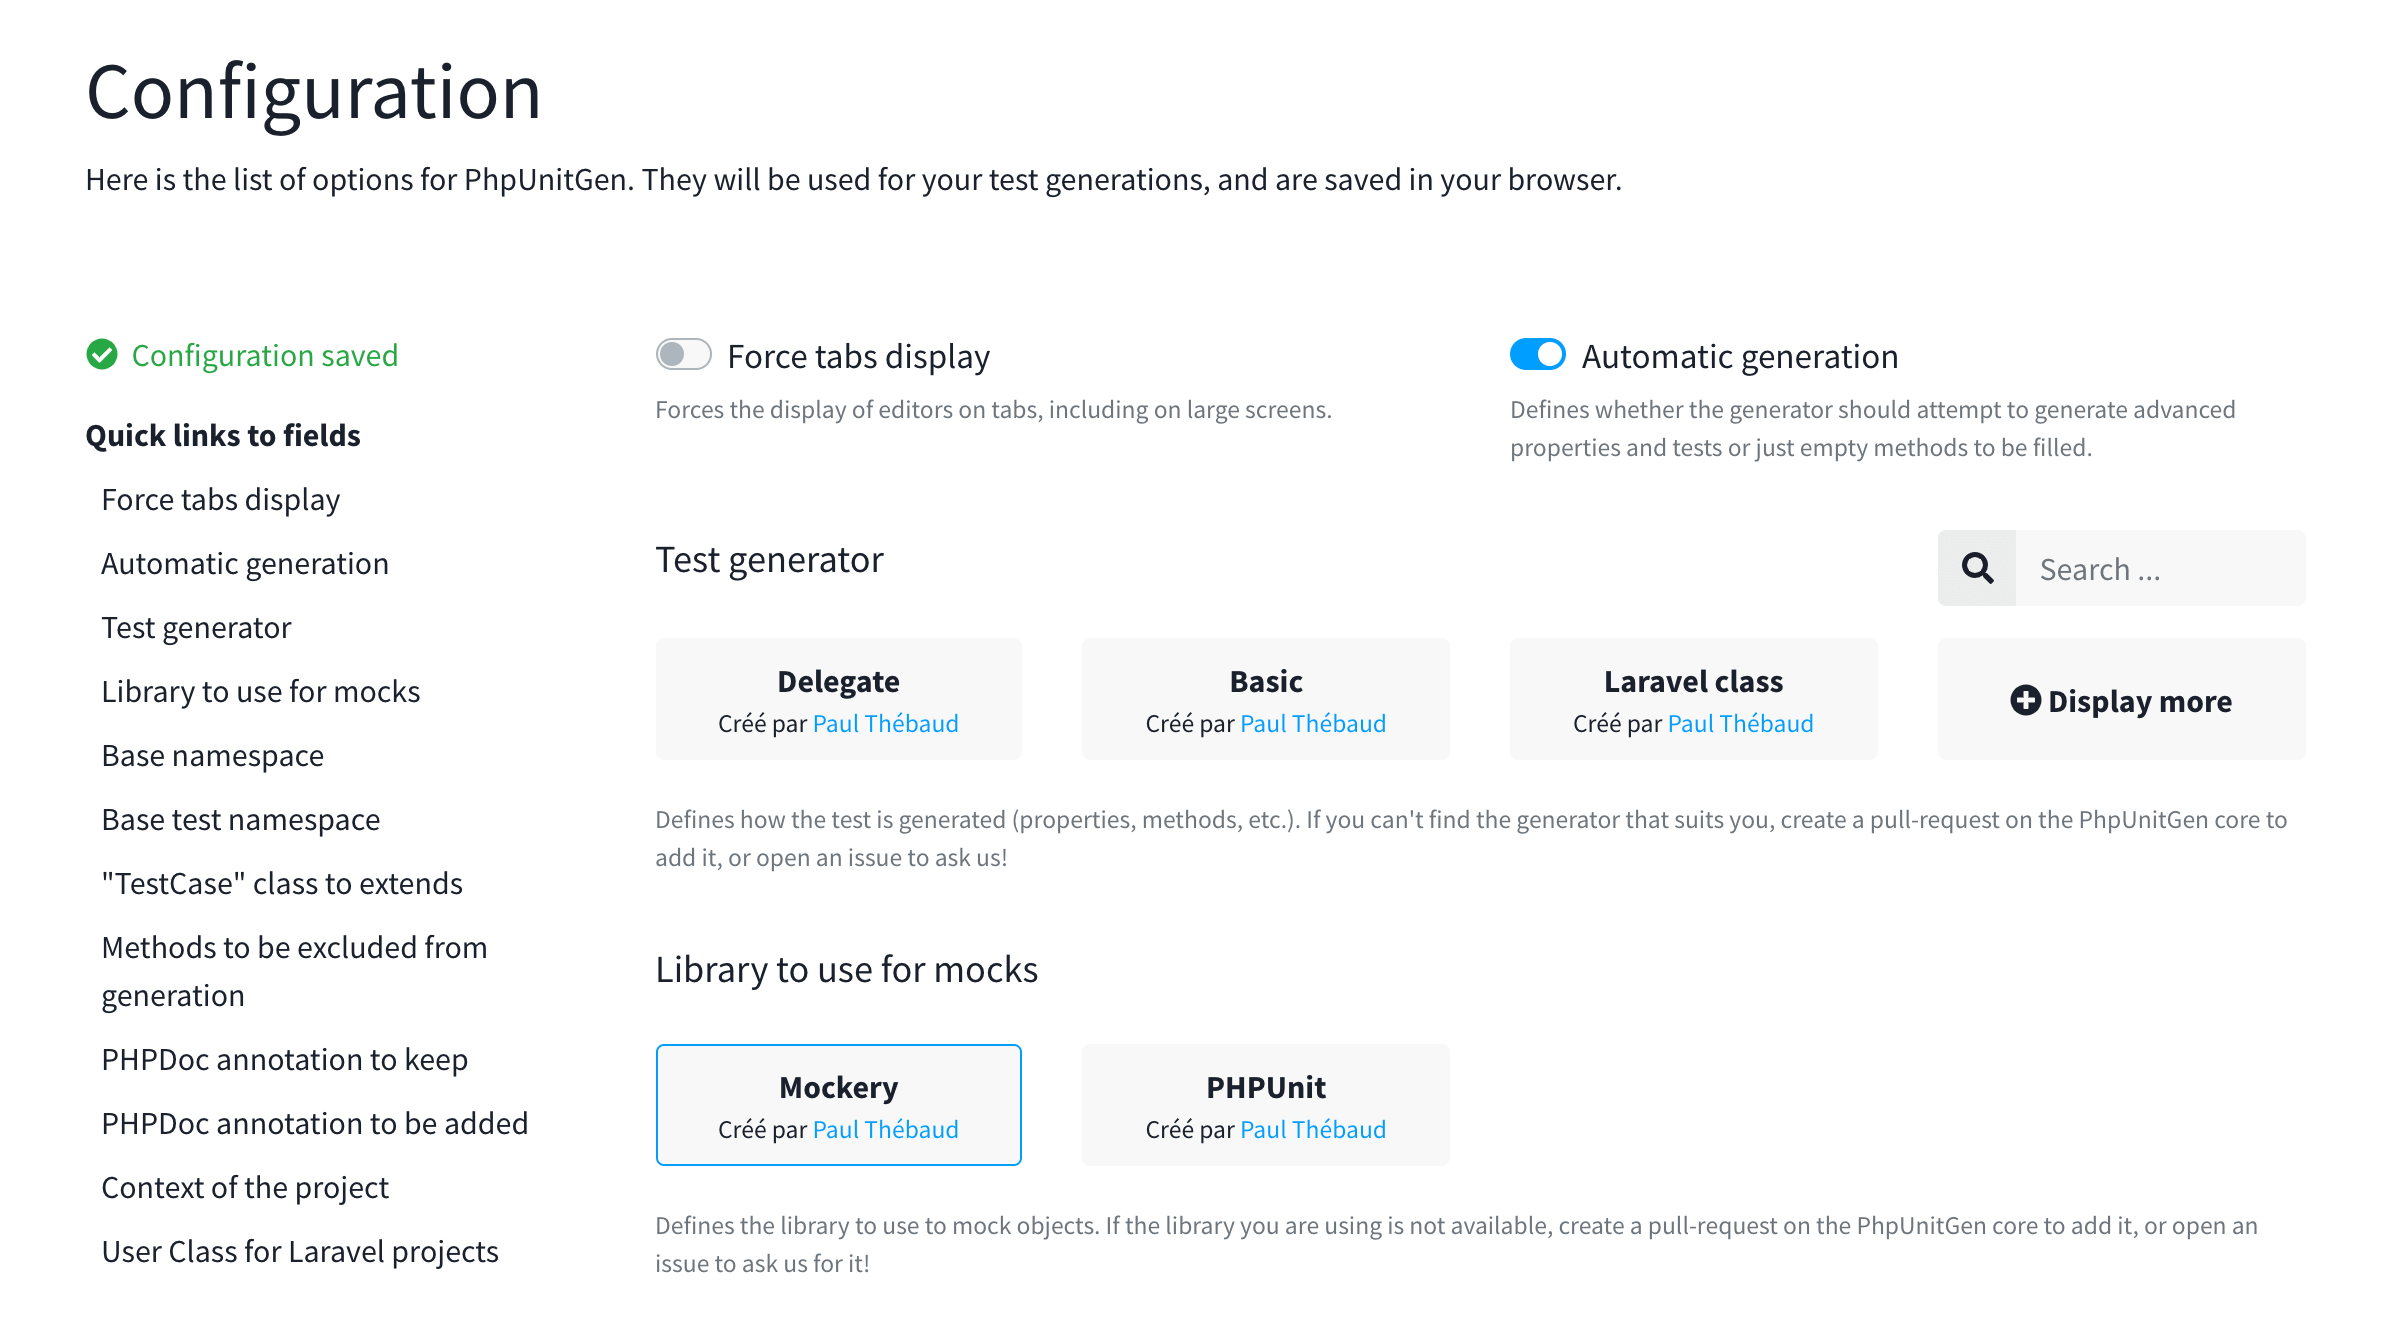 Configuration
Here is the list of options for PhpUnitGen. They will be used for your test generations, and are saved in your browser.
Configuration saved
Quick links to fields
Force tabs display
Automatic generation
Test generator
Library to use for mocks
Base namespace
Base test namespace
"TestCase" class to extends
Methods to be excluded from
generation
PHPDoc annotation to keep
PHPDoc annotation to be added
Context of the project
User Class for Laravel projects
Force tabs display
Forces the display of editors on tabs, including on large screens.
Automatic generation
Defines whether the generator should attempt to generate advanced
properties and tests or just empty methods to be filled.
Test generator
Search ...
Delegate
Créé par Paul Thébaud
Basic
Créé par Paul Thébaud
Laravel class
Créé par Paul Thébaud
Display more
Defines how the test is generated (properties, methods, etc.). If you can't find the generator that suits you, create a pull-request on the PhpUnitGen core to
add it, or open an issue to ask us!
Library to use for mocks
Mockery
Créé par Paul Thébaud
PHPUnit
Créé par Paul Thébaud
Defines the library to use to mock objects. If the library you are using is not available, create a pull-request on the PhpUnitGen core to add it, or open an
issue to ask us for it!